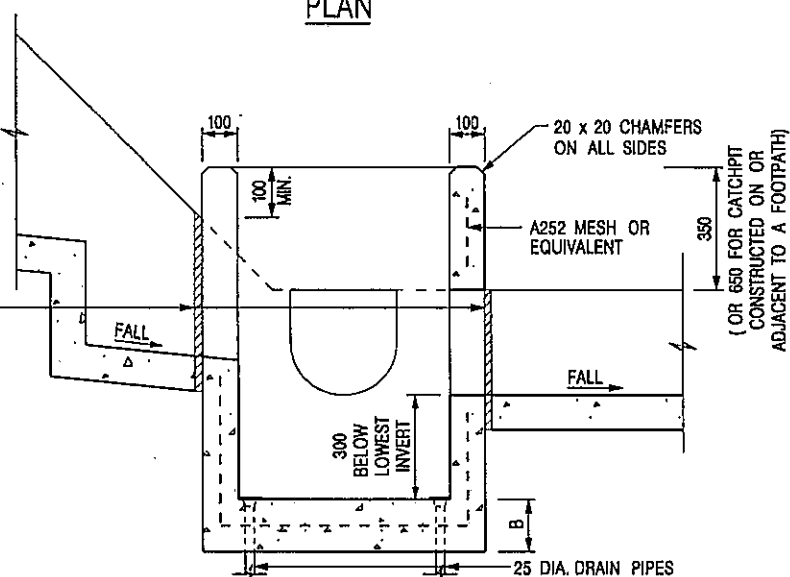 PLAN
100
100
20 x 20 CHAMFERS
ON ALL SIDES
100
MIN.
A252 MESH OR
EQUIVALENT
350
( OR 650 FOR CATCHPIT
CONSTRUCTED ON OR
ADJACENT TO A FOOTPATH)
FALL
FALL
300
BELOW
LOWEST
INVERT
B
25 DIA. DRAIN PIPES